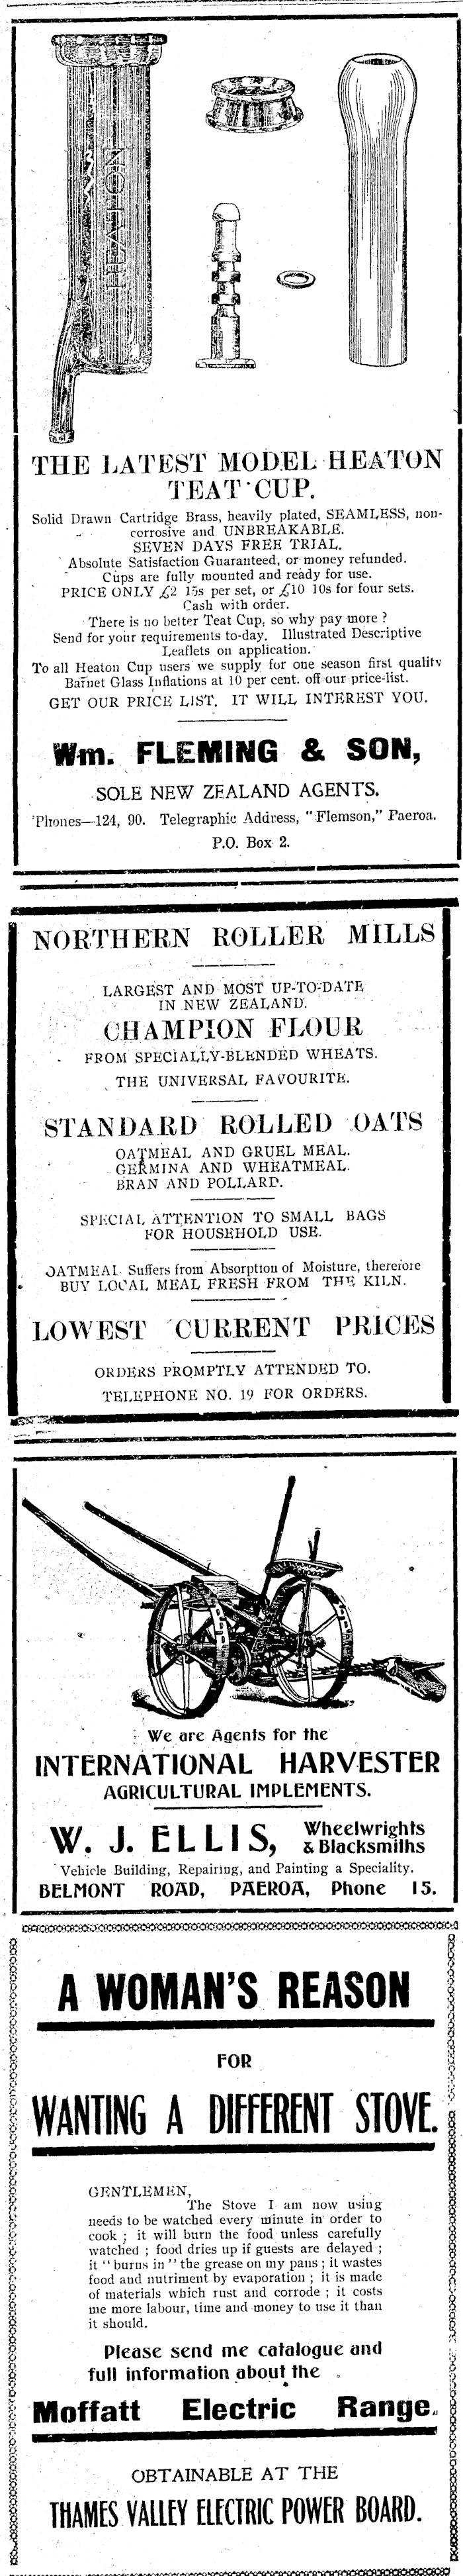 HEATON
THE LATEST MODEL HEATON
TEAT CUP.
Solid Drawn Cartridge Brass, heavily plated, SEAMLESS, non-
corrosive and UNBREAKABLE.
SEVEN DAYS FREE TRIAL.
Absolute Satisfaction Guaranteed, or money refunded.
Cups are fully mounted and ready for use.
PRICE ONLY £2 15s per set, or £10 10s for four sets.
Cash with order.
There is no better Teat Cup, so why pay more ?
Send for your requirements to-day. Illustrated Descriptive
Leaflets on application.
To all Heaton Cup users we supply for one season first quality
Barnet Glass Inflations at 10 per cent. off our price-list.
GET OUR PRICE LIST. IT WILL INTEREST YOU.
Wm. FLEMING & SON,
SOLE NEW ZEALAND AGENTS.
'Phones—124, 90. Telegraphic Address, "Flemson," Paeroa.
P.O. Box 2.
NORTHERN ROLLER MILLS
LARGEST AND MOST UP-TO-DATE
IN NEW ZEALAND.
CHAMPION FLOUR
FROM SPECIALLY-BLENDED WHEATS.
THE UNIVERSAL FAVOURITE.
STANDARD ROLLED OATS
OATMEAL AND GRUEL MEAL.
GERMINA AND WHEATMEAL.
BRAN AND POLLARD.
SPECIAL ATTENTION TO SMALL BAGS
FOR HOUSEHOLD USE.
OATMEAL Suffers from Absorption of Moisture, therefore
BUY LOCAL MEAL FRESH FROM THE KILN.
LOWEST CURRENT PRICES
ORDERS PROMPTLY ATTENDED TO.
TELEPHONE NO. 19 FOR ORDERS.
We are Agents for the
INTERNATIONAL HARVESTER
AGRICULTURAL IMPLEMENTS.
W. J. ELLIS, Wheelwrights
& Blacksmiths
Vehicle Building, Repairing, and Painting a Speciality.
BELMONT ROAD, PAEROA, Phone 15.
A WOMAN'S REASON
FOR
WANTING A DIFFERENT STOVE.
GENTLEMEN,
The Stove I am now using
needs to be watched every minute in order to
cook ; it will burn the food unless carefully
watched ; food dries up if guests are delayed ;
it "burns in" the grease on my pans ; it wastes
food and nutriment by evaporation ; it is made
of materials which rust and corrode ; it costs
me more labour, time and money to use it than
it should.
Please send me catalogue and
full information about the
Moffatt Electric Range.
OBTAINABLE AT THE
THAMES VALLEY ELECTRIC POWER BOARD.